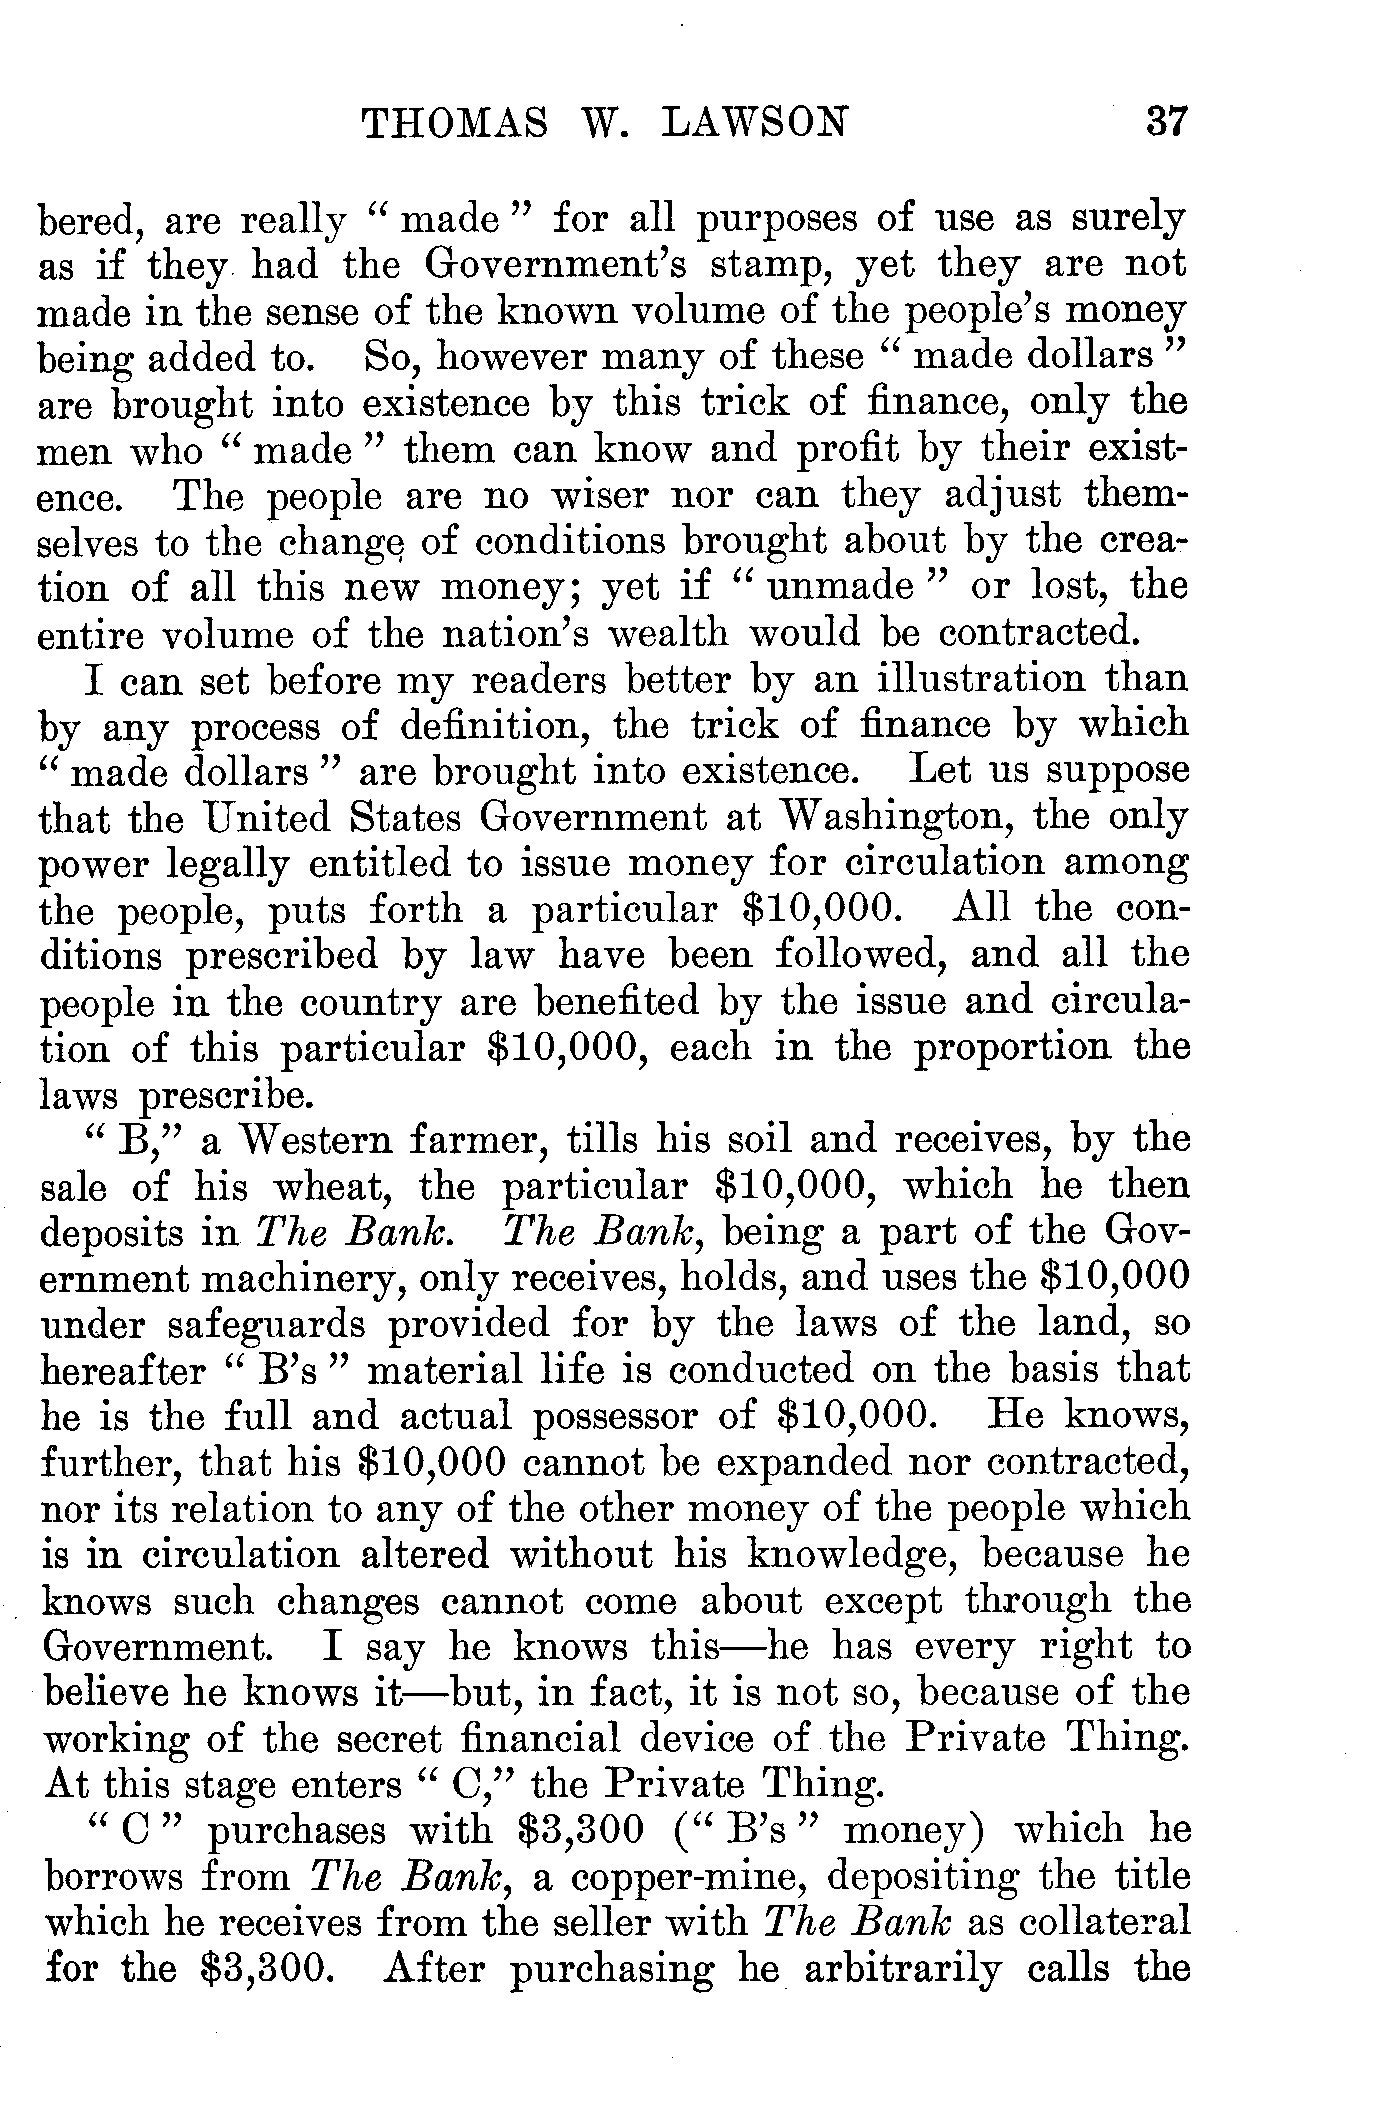 THOMAS W. LAWSON 37
bered, are really “ made ” for all purposes of use as surely
as if they had the Government’s stamp, yet they are not
made in the sense of the known volume of the people’s money
being added to. So, however many of these “ made dollars ”
are brought into existence by this trick of finance, only the
men who “ made ” them can know and profit by their exist-
ence. The people are no wiser nor can they adjust them-
selves to the change of conditions brought about by the crea-
tion of all this new money; yet if “ unmade ” or lost, the
entire volume of the nation’s wealth would be contracted.
I can set before my readers better by an illustration than
by any process of definition, the trick of finance by which
“ made dollars ” are brought into existence. Let us suppose
that the United States Government at Washington, the only
power legally entitled to issue money for circulation among
the people, puts forth a particular $10,000. All the con-
ditions prescribed by law have been followed, and all the
people in the country are benefited by the issue and circula-
tion of this particular $10,000, each in the proportion the
laws prescribe.
“ B,” a Western farmer, tills his soil and receives, by the
sale of his wheat, the particular $10,000, which he then
deposits in The Bank. The Bank, being a part of the Gov-
ernment machinery, only receives, holds, and uses the $10,000
under safeguards provided for by the laws of the land, so
hereafter “ B’s ” material life is conducted on the basis that
he is the full and actual possessor of $10,000. He knows,
further, that his $10,000 cannot be expanded nor contracted,
nor its relation to any of the other money of the people which
is in circulation altered without his knowledge, because he
knows such changes cannot come about except through the
Government. I say he knows this—he has every right to
believe he knows it—but, in fact, it is not so, because of the
working of the secret financial device of the Private Thing.
At this stage enters “ C,” the Private Thing.
“ C ” purchases with $3,300 (“ B’s ” money) which he
borrows from The Bank, a copper-mine, depositing the title
which he receives from the seller with The Bank as collateral
for the $3,300. After purchasing he arbitrarily calls the